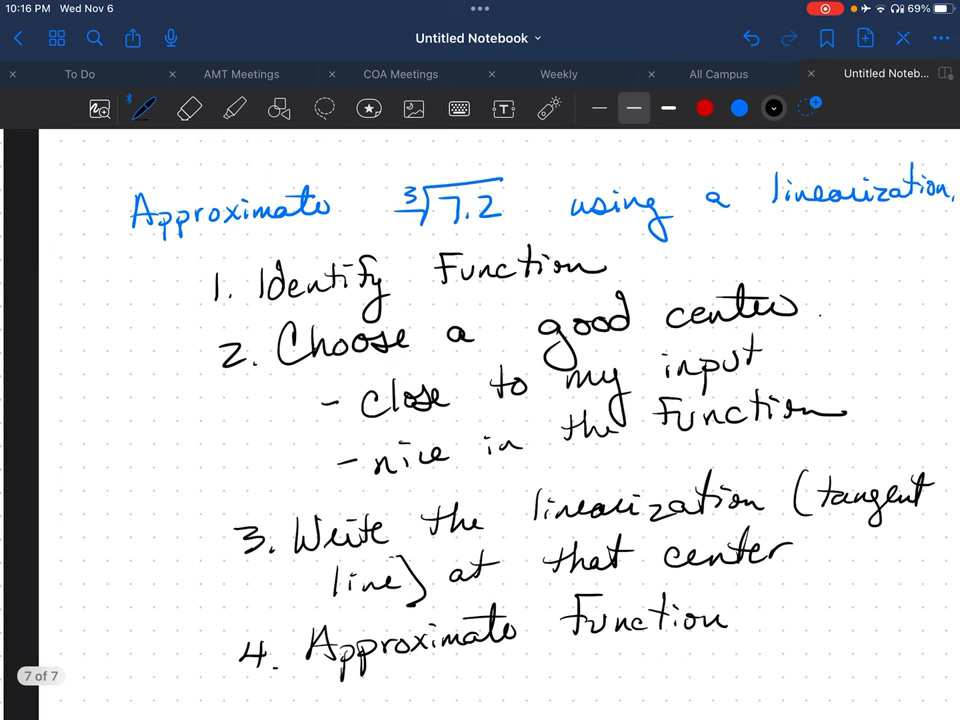 10:16 PM Wed Nov 6
69%
Untitled Notebook
To Do
AMT Meetings
COA Meetings
Weekly
All Campus
Untitled Noteb...
Approximate ∛7.2 using a linearization.
1. Identify Function
2. Choose a good center.
- close to my input
- nice in the function
3. Write the linearization (tangent
line) at that center
4. Approximate Function
7 of 7